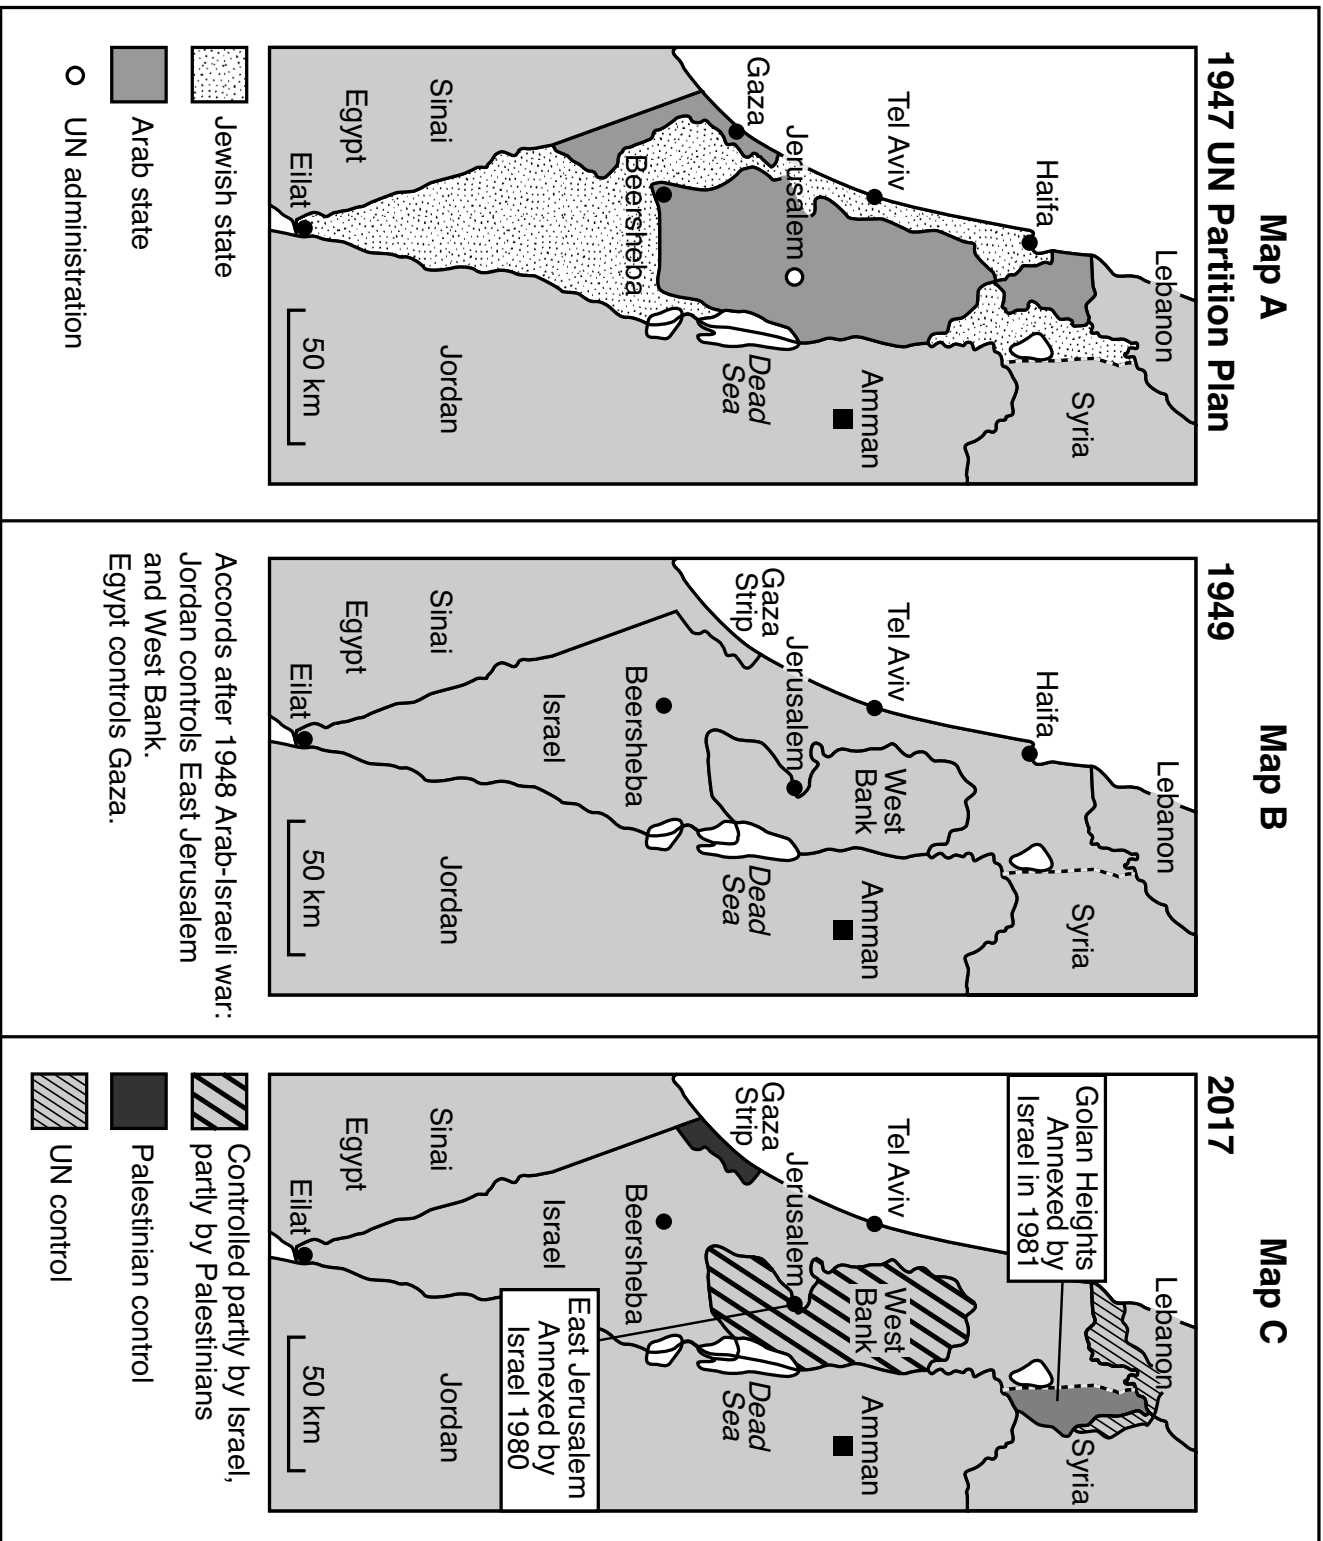 Map A
1947 UN Partition Plan
Lebanon
Haifa
Syria
Tel Aviv
Amman
Jerusalem
Gaza
Dead
Sea
Beersheba
Sinai
Jordan
Egypt
Eilat
50 km
Jewish state
Arab state
UN administration
Map B
1949
Lebanon
Haifa
Syria
Tel Aviv
West
Bank
Amman
Jerusalem
Gaza
Strip
Dead
Sea
Beersheba
Israel
Sinai
Jordan
Egypt
Eilat
50 km
Accords after 1948 Arab-Israeli war:
Jordan controls East Jerusalem
and West Bank.
Egypt controls Gaza.
Map C
2017
Lebanon
Golan Heights
Annexed by
Israel in 1981
Syria
Tel Aviv
West
Bank
Amman
Jerusalem
Gaza
Strip
Dead
Sea
Beersheba
East Jerusalem
Annexed by
Israel 1980
Israel
Sinai
Jordan
Egypt
Eilat
50 km
Controlled partly by Israel,
partly by Palestinians
Palestinian control
UN control